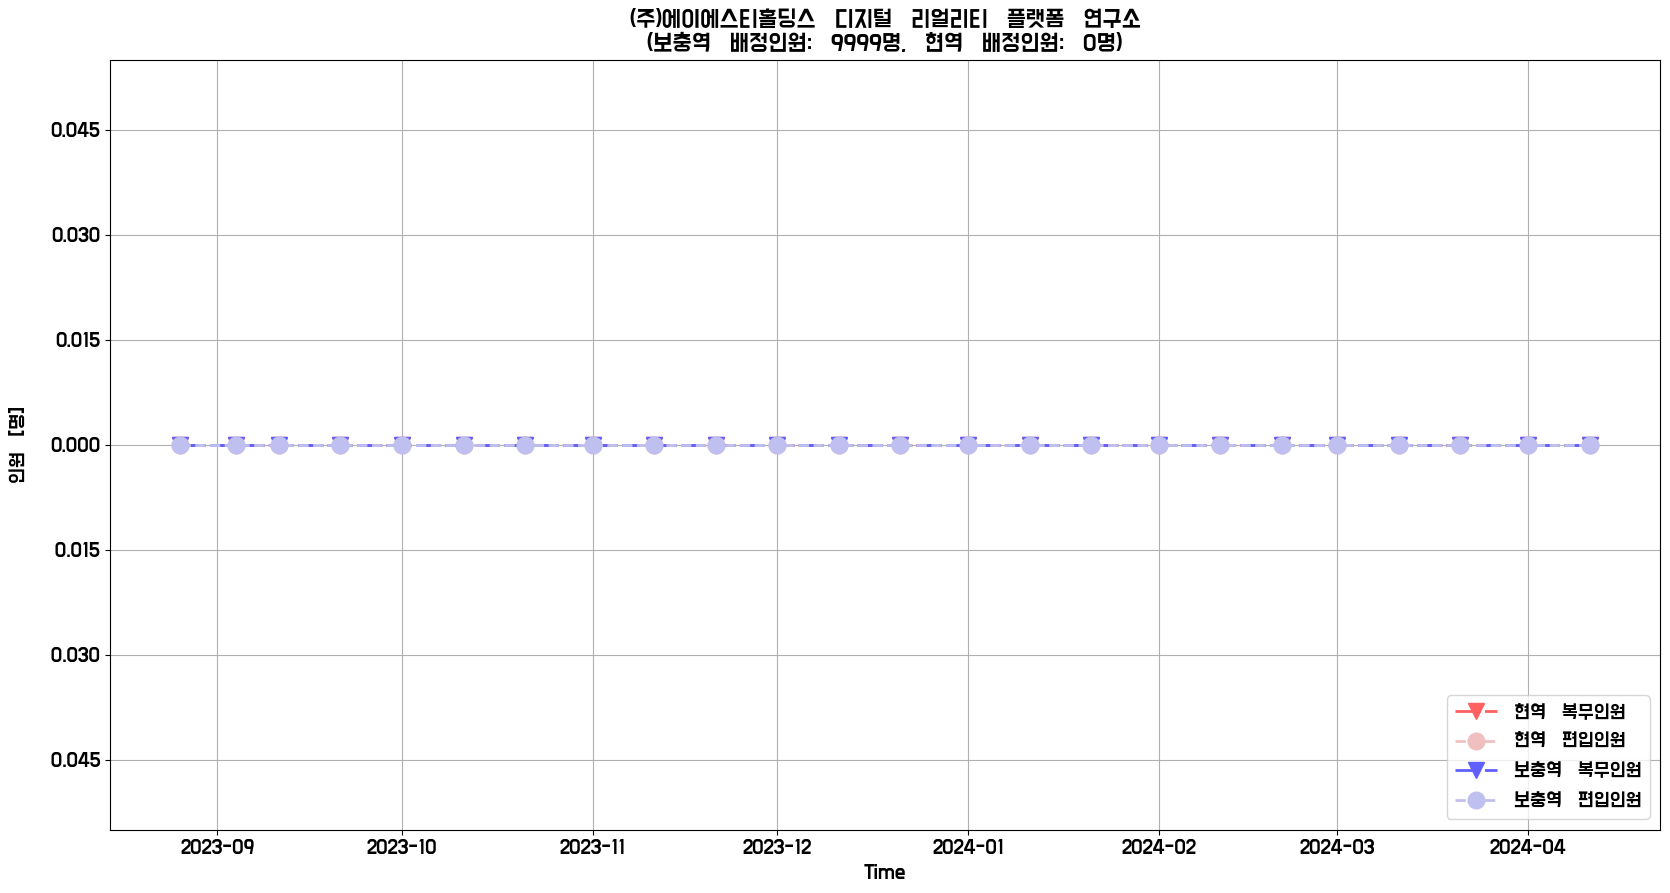 (주)에이에스티홀딩스 디지털 리얼리티 플랫폼 연구소
(보충역 배정인원: 9999명, 현역 배정인원: 0명)
0.045
0.030
0.015
0.000
0.015
0.030
0.045
인원 [명]
현역 복무인원
현역 편입인원
보충역 복무인원
보충역 편입인원
2023-09 2023-10 2023-11 2023-12 2024-01 2024-02 2024-03 2024-04
Time